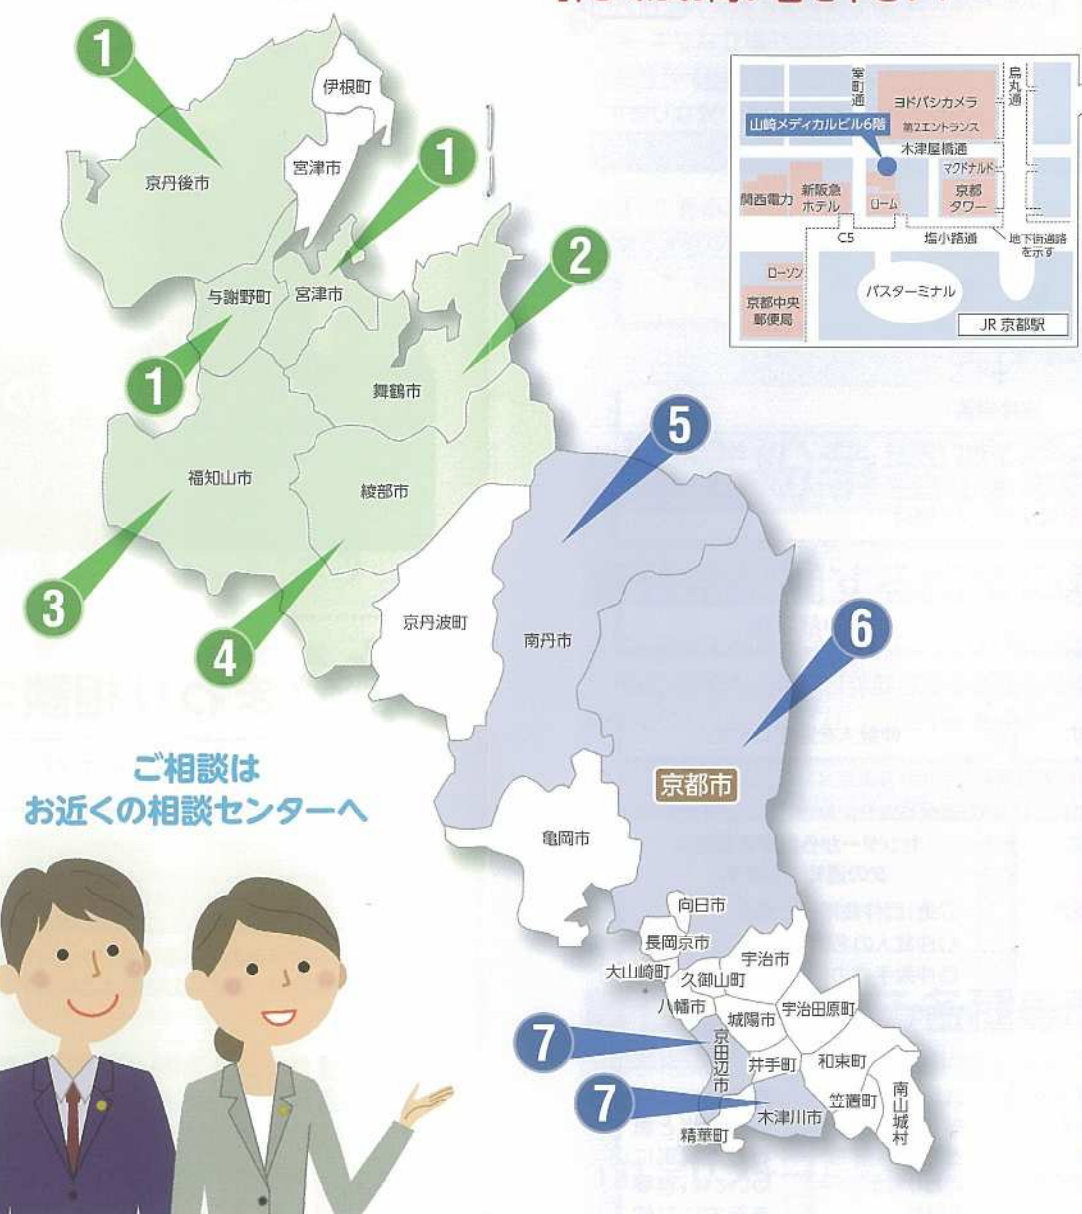 1
伊根町
1
京丹後市
宮津市
2
与謝野町
宮津市
1
舞鶴市
5
福知山市
綾部市
3
4
京丹波町
南丹市
6
京都市
亀岡市
向日市
長岡京市
大山崎町
久御山町
宇治市
八幡市
城陽市
宇治田原町
7
京田辺市
井手町
和束町
7
木津川市
笠置町
南山城村
精華町
室町通
ヨドバシカメラ
烏丸通
山崎メディカルビル6階
第2エントランス
木津屋橋通
マクドナルド
関西電力
新阪急
ホテル
ローム
京都
タワー
C5
塩小路通
地下街通路
を示す
ローソン
京都中央
郵便局
バスターミナル
JR 京都駅
ご相談は
お近くの相談センターへ